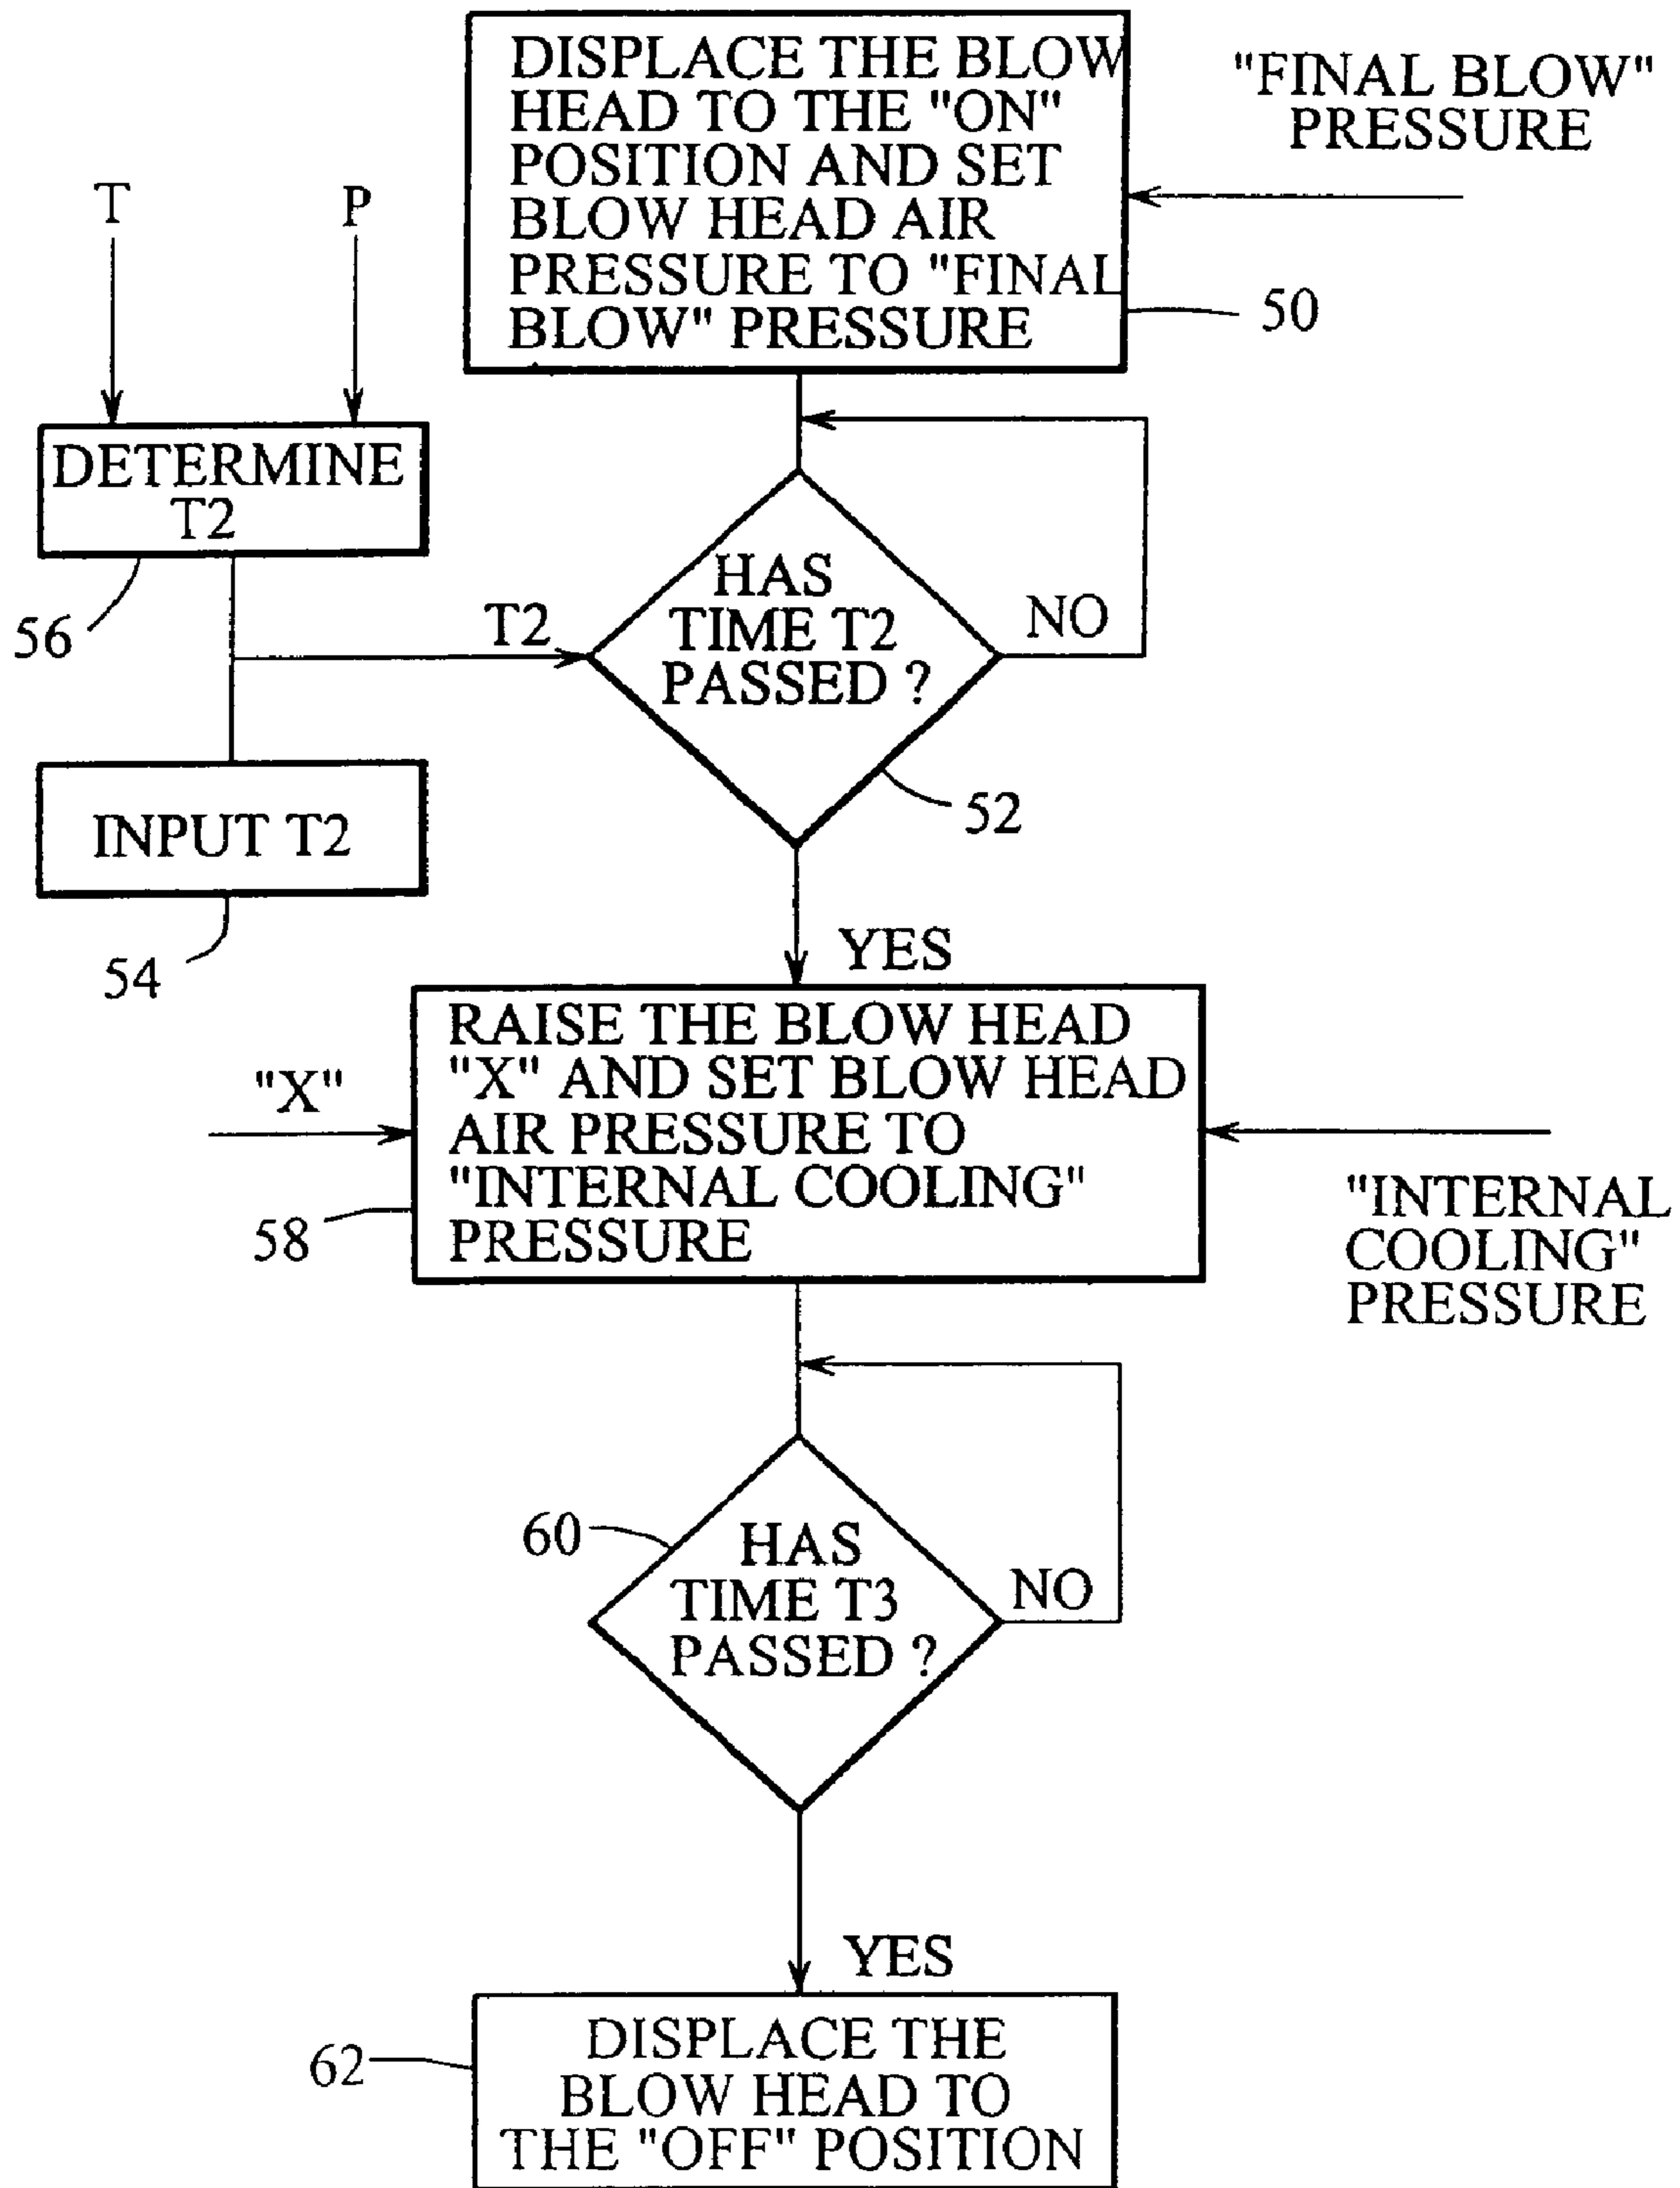 DISPLACE THE BLOW
HEAD TO THE "ON"
POSITION AND SET
BLOW HEAD AIR
PRESSURE TO "FINAL
BLOW" PRESSURE
"FINAL BLOW"
PRESSURE
50
T
P
DETERMINE
T2
56
T2
HAS
TIME T2
PASSED ?
NO
52
INPUT T2
54
YES
RAISE THE BLOW HEAD
"X" AND SET BLOW HEAD
AIR PRESSURE TO
"INTERNAL COOLING"
PRESSURE
"X"
58
"INTERNAL
COOLING"
PRESSURE
60
HAS
TIME T3
PASSED ?
NO
YES
62
DISPLACE THE
BLOW HEAD TO
THE "OFF" POSITION